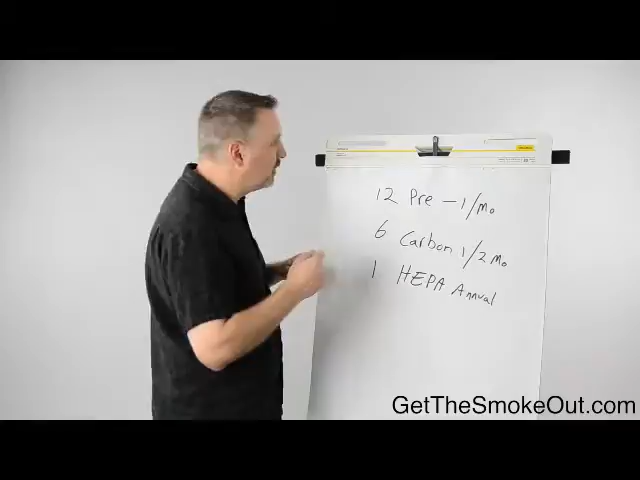 12 Pre - 1/Mo
6 Carbon 1/2 Mo
1 HEPA Annual
GetTheSmokeOut.com